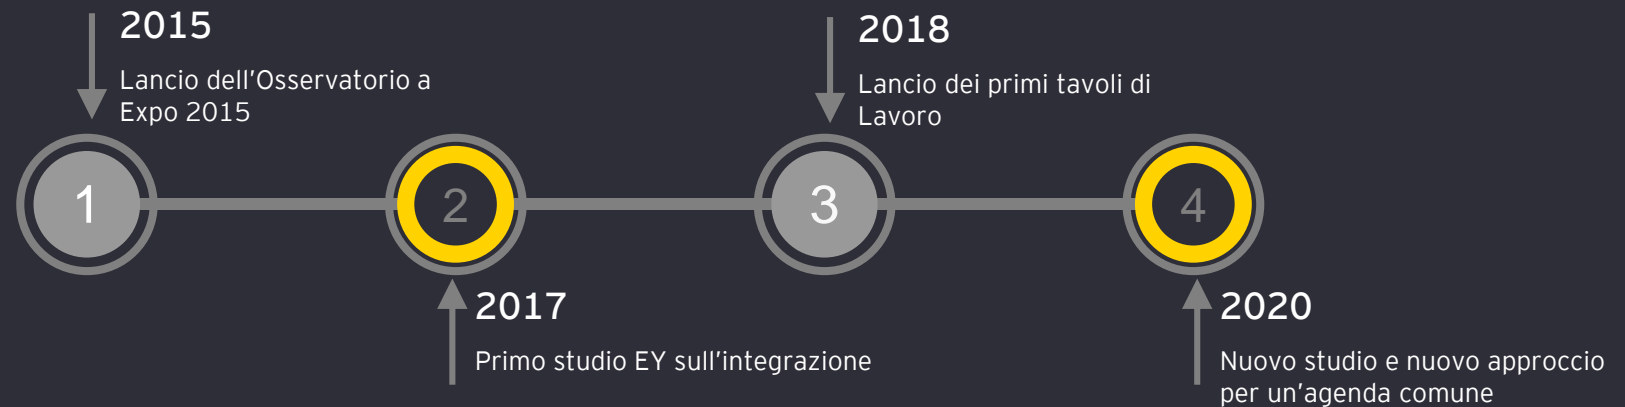 2015
Lancio dell'Osservatorio a
Expo 2015
2018
Lancio dei primi tavoli di
Lavoro
1
2
3
4
2017
Primo studio EY sull'integrazione
2020
Nuovo studio e nuovo approccio
per un'agenda comune